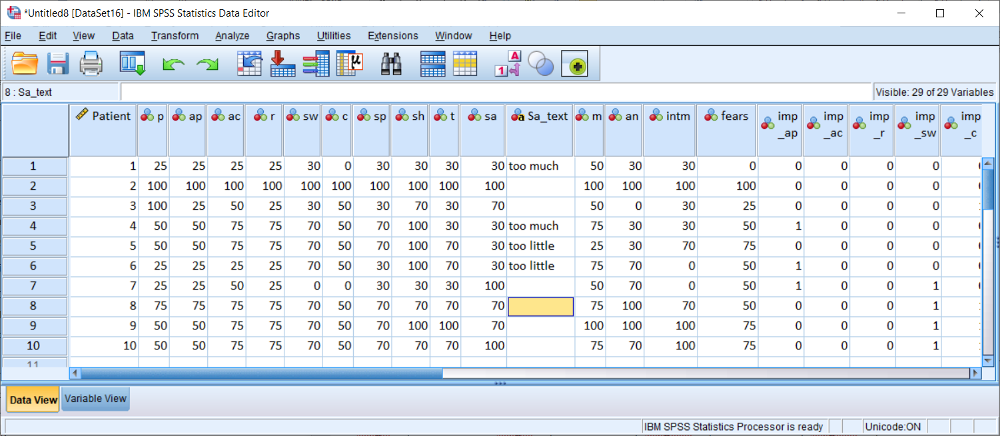 *Untitled8 [DataSet16] - IBM SPSS Statistics Data Editor
File Edit View Data Transform Analyze Graphs Utilities Extensions Window Help
μ A 1 a
8 : Sa_text Visible: 29 of 29 Variables
Patient p ap ac r sw c sp sh t sa Sa_text m an intm fears imp_ap imp_ac imp_r imp_sw imp_c
1 1 25 25 25 25 30 0 30 30 30 30 too much 50 30 30 0 0 0 0 0
2 2 100 100 100 100 100 100 100 100 100 100 100 100 100 100 0 0 0 0
3 3 100 25 50 25 30 50 30 70 30 70 50 0 30 25 0 0 0 0
4 4 50 50 75 75 70 50 70 100 30 30 too much 75 30 30 50 1 0 0 0
5 5 50 50 75 75 70 50 70 100 70 30 too little 25 30 70 75 0 0 0 0
6 6 25 25 25 25 70 50 30 100 70 30 too little 75 70 0 50 1 0 0 0
7 7 25 25 50 25 0 0 30 30 30 100 50 70 0 50 1 0 0 1
8 8 75 75 75 75 70 50 70 70 70 70 75 100 70 50 0 0 0 1
9 9 50 50 75 75 70 50 70 100 100 70 100 100 100 75 0 0 0 1
10 10 50 50 75 75 70 50 70 70 70 100 75 70 100 75 0 0 0 1
11
Data View Variable View
IBM SPSS Statistics Processor is ready Unicode:ON